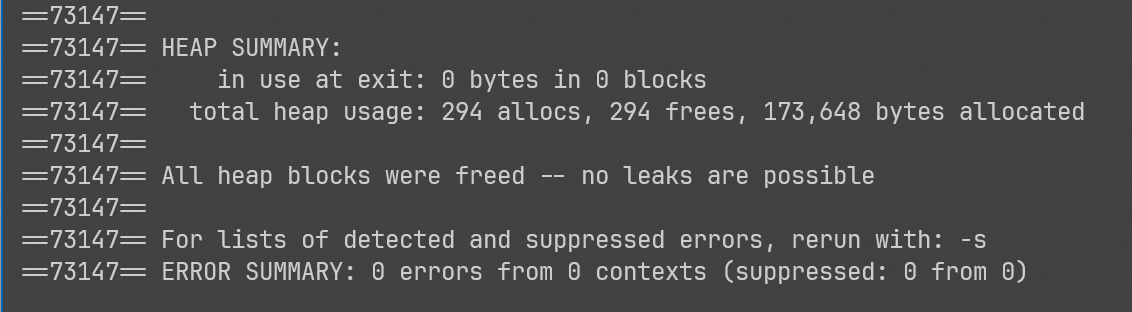 ==73147==
==73147== HEAP SUMMARY:
==73147==     in use at exit: 0 bytes in 0 blocks
==73147==   total heap usage: 294 allocs, 294 frees, 173,648 bytes allocated
==73147==
==73147== All heap blocks were freed -- no leaks are possible
==73147==
==73147== For lists of detected and suppressed errors, rerun with: -s
==73147== ERROR SUMMARY: 0 errors from 0 contexts (suppressed: 0 from 0)